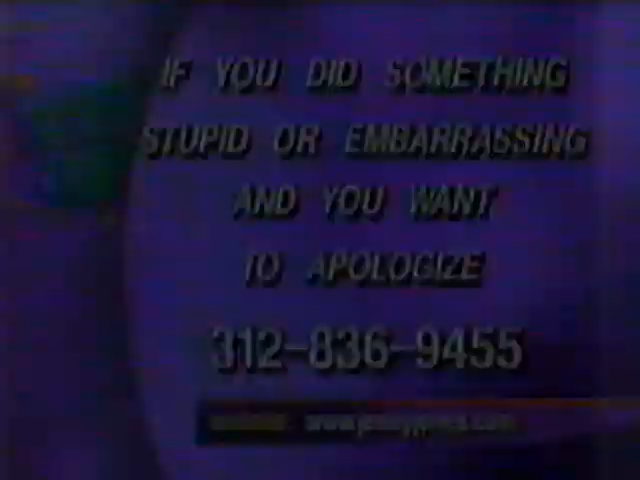 IF YOU DID SOMETHING
STUPID OR EMBARRASSING
AND YOU WANT
TO APOLOGIZE
312-836-9455